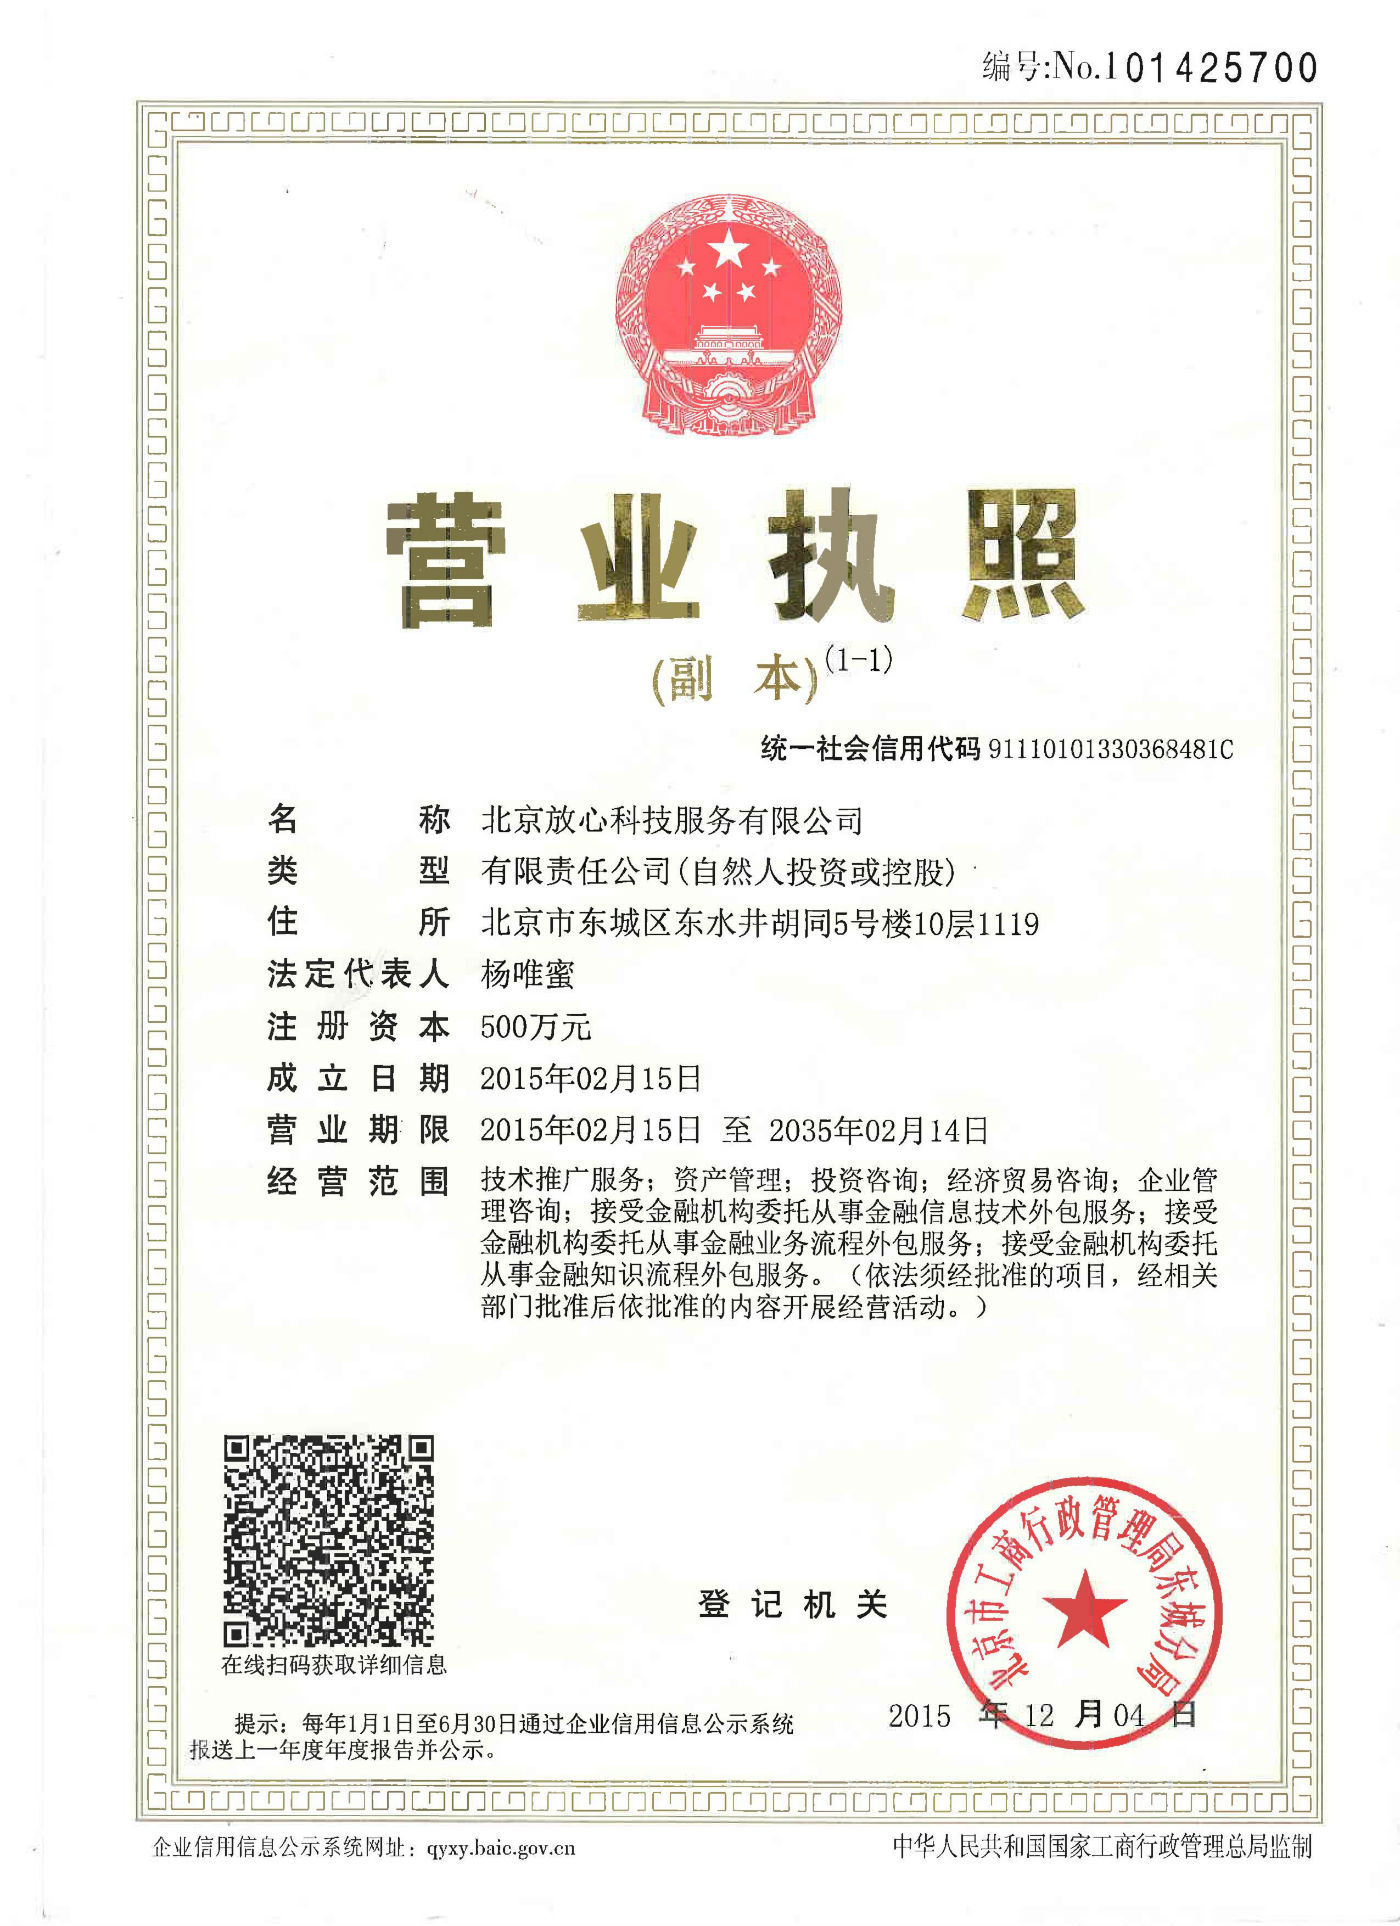 编号:No.101425700
营业执照
(副 本)(1-1)
统一社会信用代码 91110101330368481C
名 称 北京放心科技服务有限公司
类 型 有限责任公司(自然人投资或控股)
住 所 北京市东城区东水井胡同5号楼10层1119
法定代表人 杨唯蜜
注册资本 500万元
成立日期 2015年02月15日
营业期限 2015年02月15日 至 2035年02月14日
经营范围 技术推广服务；资产管理；投资咨询；经济贸易咨询；企业管
理咨询；接受金融机构委托从事金融信息技术外包服务；接受
金融机构委托从事金融业务流程外包服务；接受金融机构委托
从事金融知识流程外包服务。（依法须经批准的项目，经相关
部门批准后依批准的内容开展经营活动。）
在线扫码获取详细信息
登记机关
北京市工商行政管理局东城分局
2015 年 12 月 04 日
提示：每年1月1日至6月30日通过企业信用信息公示系统
报送上一年度年度报告并公示。
企业信用信息公示系统网址：qyxy.baic.gov.cn
中华人民共和国国家工商行政管理总局监制